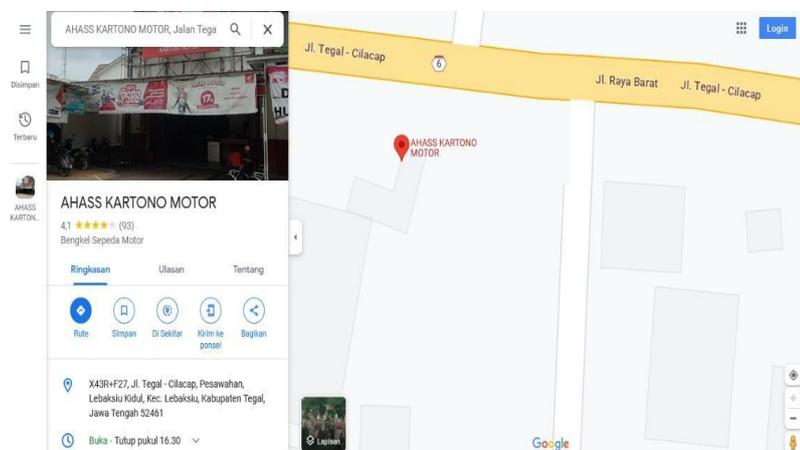 AHASS KARTONO MOTOR, Jalan Tega
Login
Disimpan
Terbaru
AHASS
KARTON...
17
AHASS KARTONO MOTOR
4,1 (93)
Bengkel Sepeda Motor
Ringkasan Ulasan Tentang
Rute Simpan Di Sekitar Kirim ke ponsel Bagikan
X43R+F27, Jl. Tegal - Cilacap, Pesawahan,
Lebaksiu Kidul, Kec. Lebaksiu, Kabupaten Tegal,
Jawa Tengah 52461
Buka - Tutup pukul 16.30
Jl. Tegal - Cilacap
6
Jl. Raya Barat
Jl. Tegal - Cilacap
AHASS KARTONO
MOTOR
Lapisan
Google